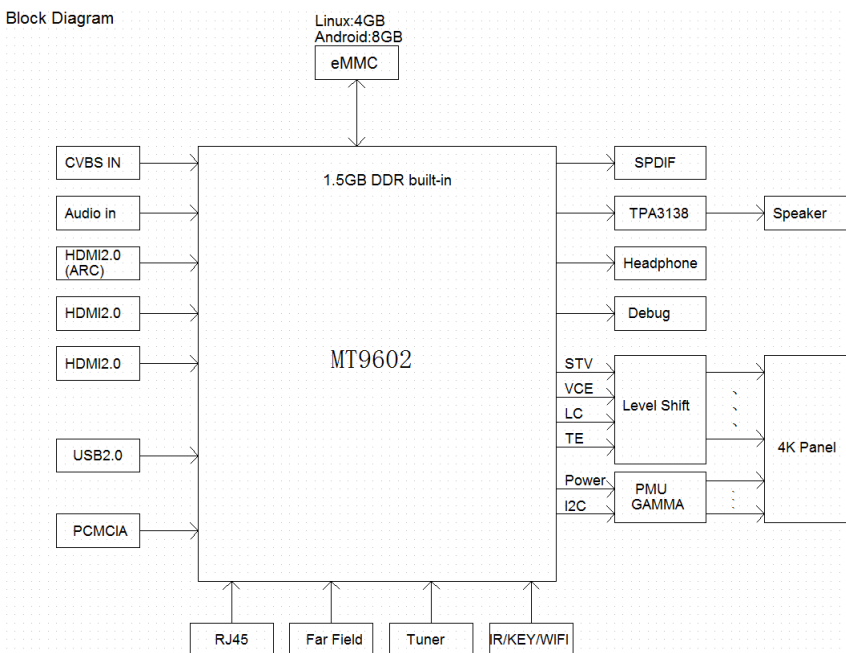 Block Diagram
Linux:4GB
Android:8GB
eMMC
1.5GB DDR built-in
MT9602
CVBS IN
Audio in
HDMI2.0
(ARC)
HDMI2.0
HDMI2.0
USB2.0
PCMCIA
SPDIF
TPA3138
Speaker
Headphone
Debug
STV
VCE
LC
TE
Level Shift
Power
I2C
PMU
GAMMA
4K Panel
RJ45
Far Field
Tuner
IR/KEY/WIFI